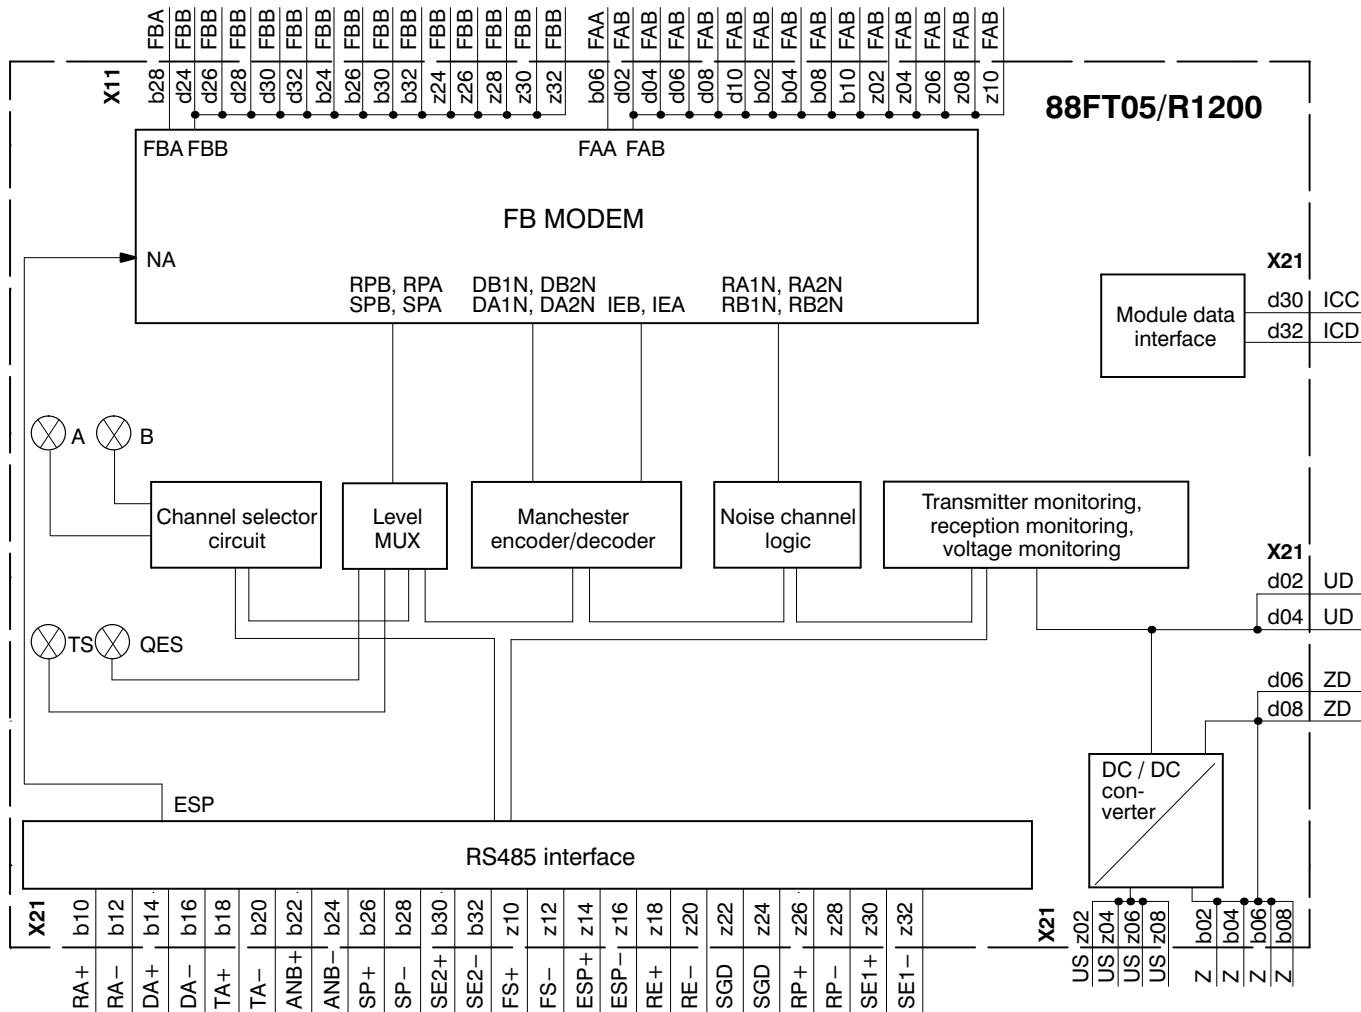 FBA FBB FBB FBB FBB FBB FBB FBB FBB FBB FBB FBB FBB FBB FBB FAA FAB FAB FAB FAB FAB FAB FAB FAB FAB FAB FAB FAB FAB FAB
X11 b28 d24 d26 d28 d30 d32 b24 b26 b30 b32 z24 z26 z28 z30 z32 b06 d02 d04 d06 d08 d10 b02 b04 b08 b10 z02 z04 z06 z08 z10
88FT05/R1200
FBA FBB FAA FAB
FB MODEM
NA
RPB, RPA DB1N, DB2N RA1N, RA2N
SPB, SPA DA1N, DA2N IEB, IEA RB1N, RB2N
X21
d30 ICC
d32 ICD
Module data
interface
A B
Channel selector
circuit
Level
MUX
Manchester
encoder/decoder
Noise channel
logic
Transmitter monitoring,
reception monitoring,
voltage monitoring
X21
d02 UD
d04 UD
TS QES
d06 ZD
d08 ZD
DC / DC
con-
verter
ESP
RS485 interface
X21 b10 b12 b14 b16 b18 b20 b22 b24 b26 b28 b30 b32 z10 z12 z14 z16 z18 z20 z22 z24 z26 z28 z30 z32
RA+ RA− DA+ DA− TA+ TA− ANB+ ANB− SP+ SP− SE2+ SE2− FS+ FS− ESP+ ESP− RE+ RE− SGD SGD RP+ RP− SE1+ SE1−
X21 z02 z04 z06 z08 b02 b04 b06 b08
US US US US Z Z Z Z